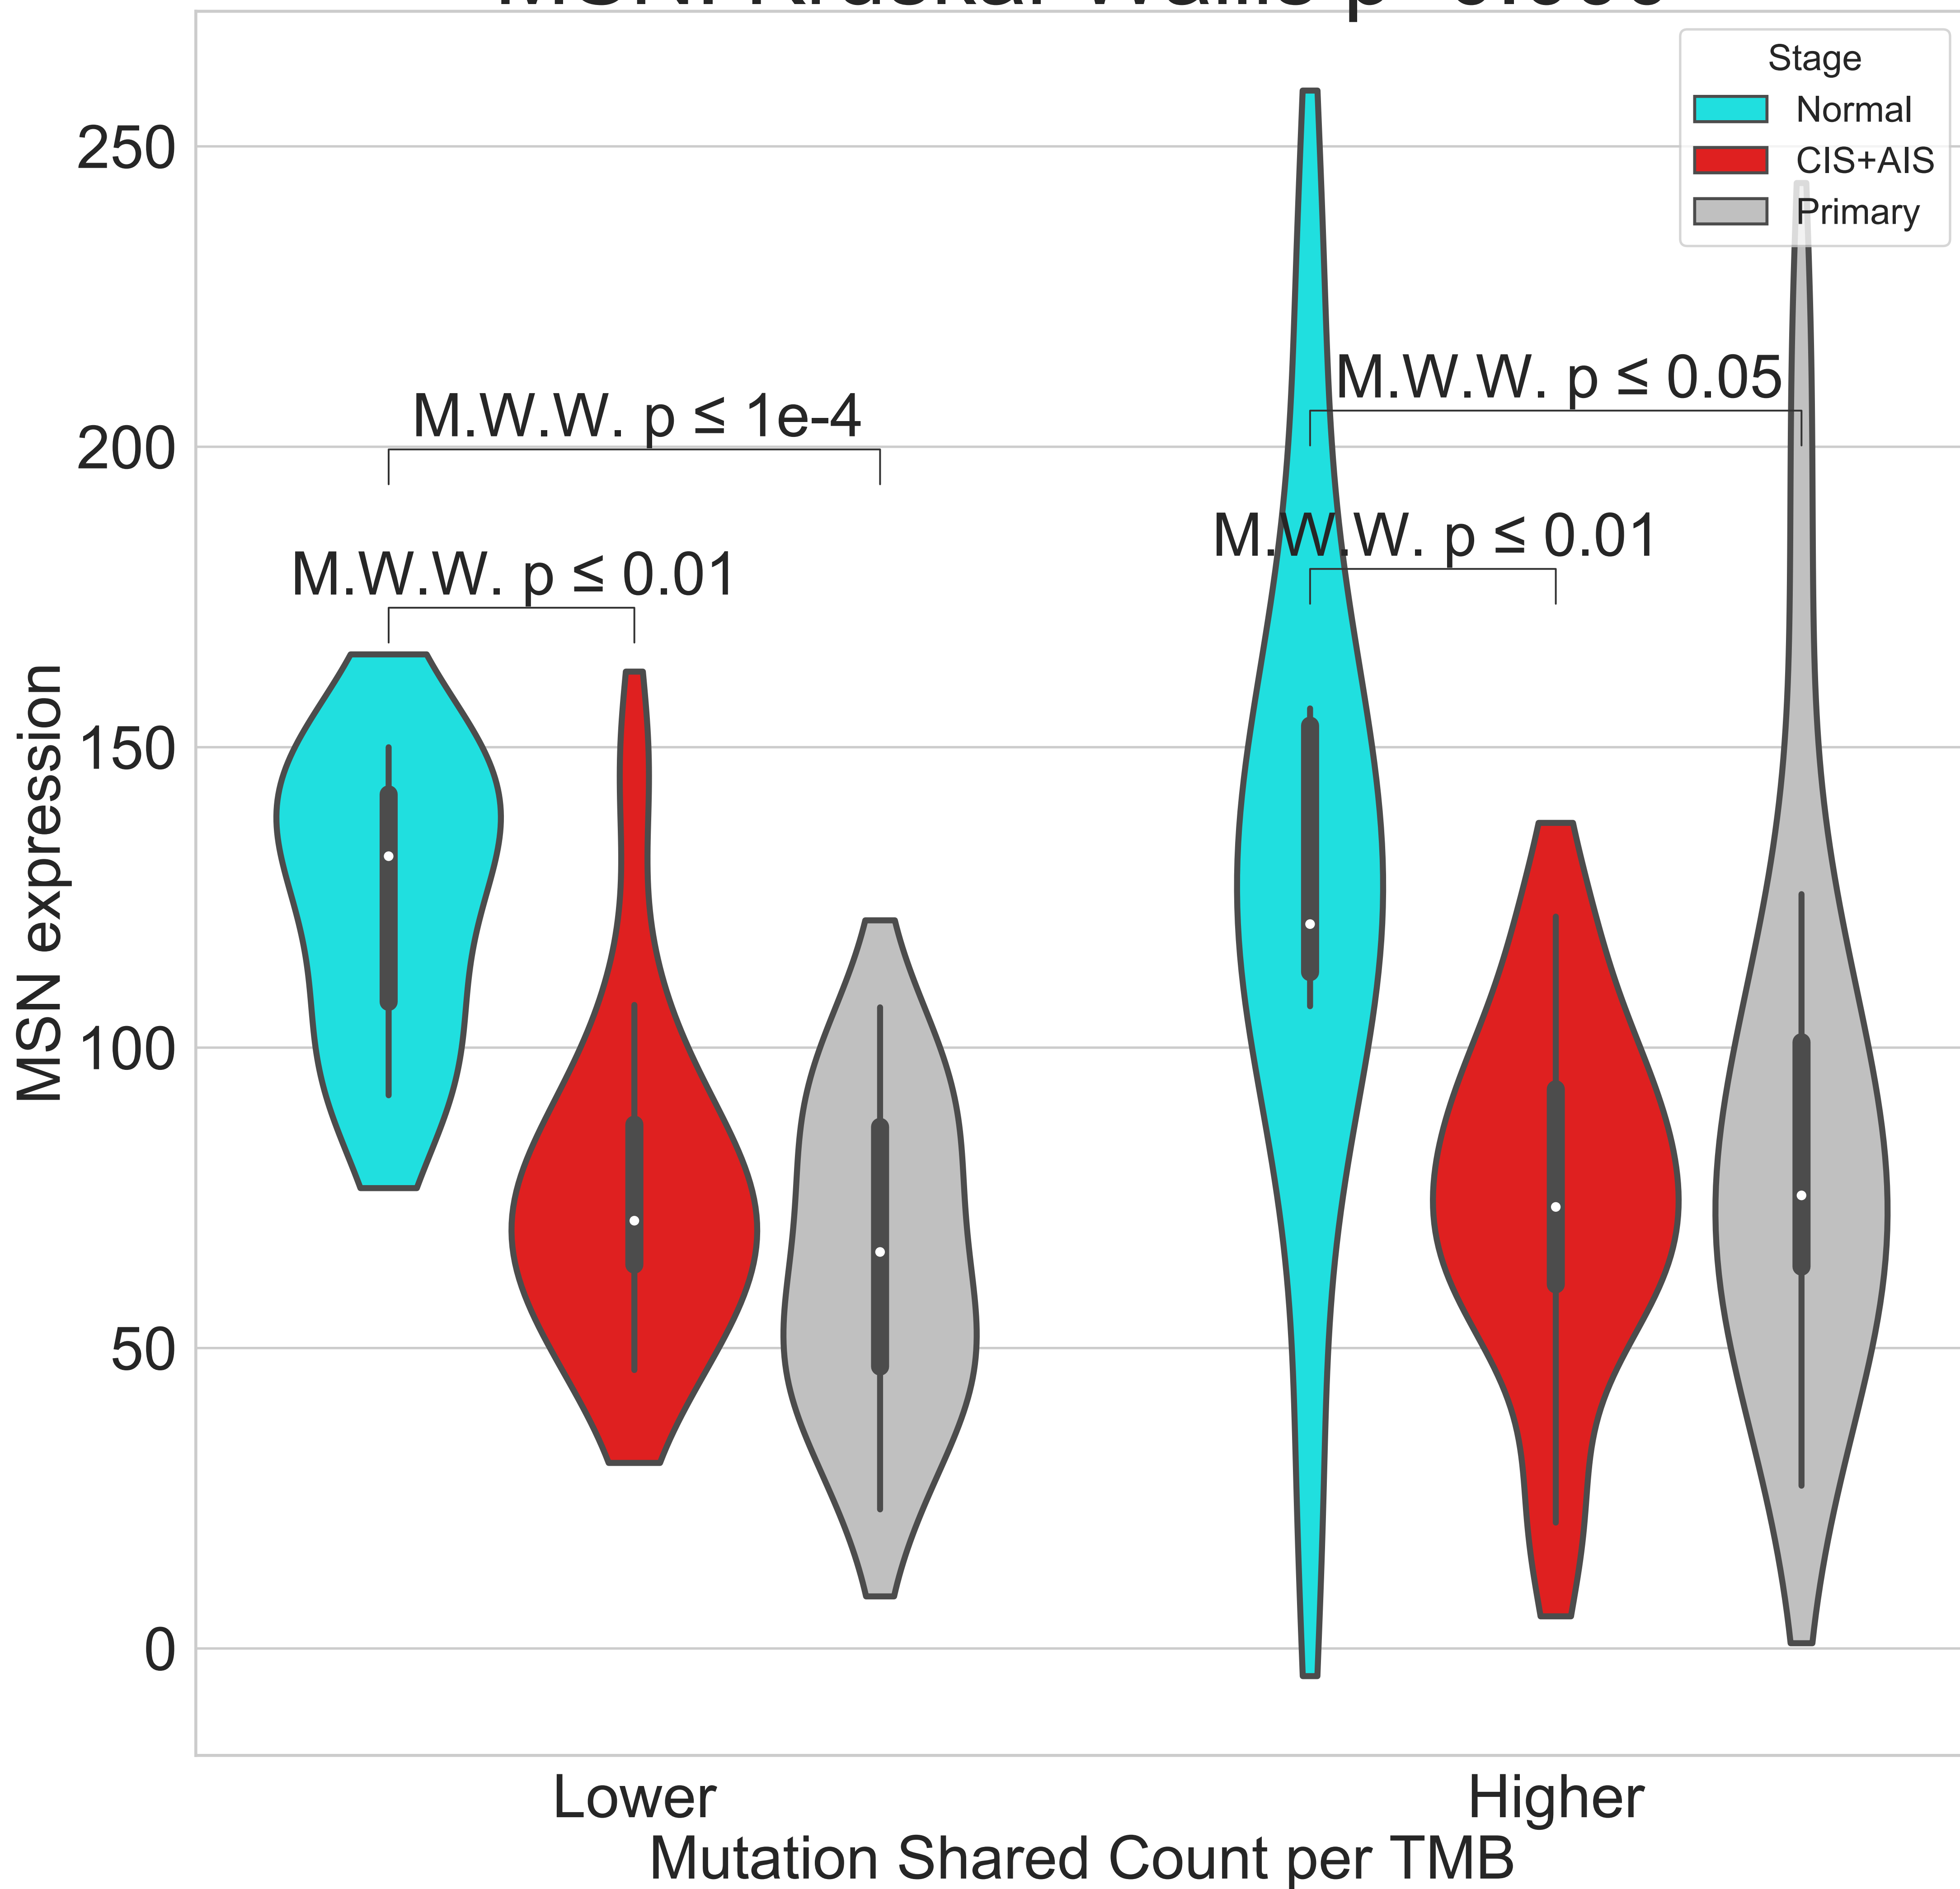 Stage
Normal
CIS+AIS
Primary
250
200
150
100
50
0
MSN expression
M.W.W. p ≤ 1e-4
M.W.W. p ≤ 0.01
M.W.W. p ≤ 0.05
M.W.W. p ≤ 0.01
Lower
Higher
Mutation Shared Count per TMB